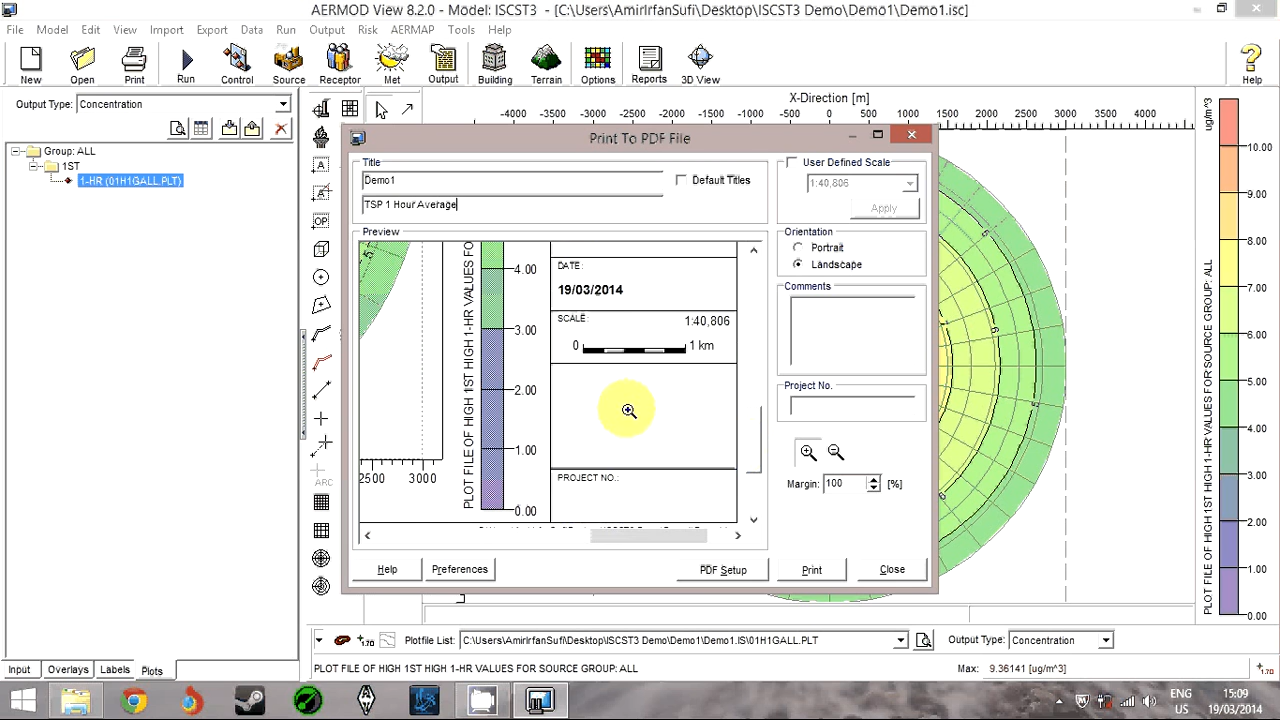 AERMOD View 8.2.0 - Model: ISCST3 - [C:\Users\AmirIrfanSufi\Desktop\ISCST3 Demo\Demo1\Demo1.isc]
File Model Edit View Import Export Data Run Output Risk AERMAP Tools Help
New Open Print Run Control Source Receptor Met Output Building Terrain Options Reports 3D View Help
Output Type: Concentration
Group: ALL
1ST
1-HR (01H1GALL.PLT)
X-Direction [m]
-4000 -3000 -2500 -2000 -1500 -1000 -500 0 500 1000 1500 2000 2500 3000 4000
ug/m^3
Print To PDF File
Title
Demo1
TSP 1 Hour Average
Default Titles
User Defined Scale
1:40,806
Apply
Preview
Orientation
Portrait
Landscape
Comments
Project No.
Margin: 100 [%]
PLOT FILE OF HIGH 1ST HIGH 1-HR VALUES FO
4.00
3.00
2.00
1.00
0.00
2500 3000
DATE:
19/03/2014
SCALE: 1:40,806
0 1 km
PROJECT NO.:
Help Preferences PDF Setup Print Close
A
A
OP
ARC
10.00
9.00
8.00
7.00
6.00
5.00
4.00
3.00
2.00
1.00
0.00
PLOT FILE OF HIGH 1ST HIGH 1-HR VALUES FOR SOURCE GROUP: ALL
Plotfile List: C:\Users\AmirIrfanSufi\Desktop\ISCST3 Demo\Demo1\Demo1.IS\01H1GALL.PLT Output Type: Concentration
Input Overlays Labels Plots
PLOT FILE OF HIGH 1ST HIGH 1-HR VALUES FOR SOURCE GROUP: ALL Max: 9.36141 [ug/m^3]
ENG
US
15:09
19/03/2014